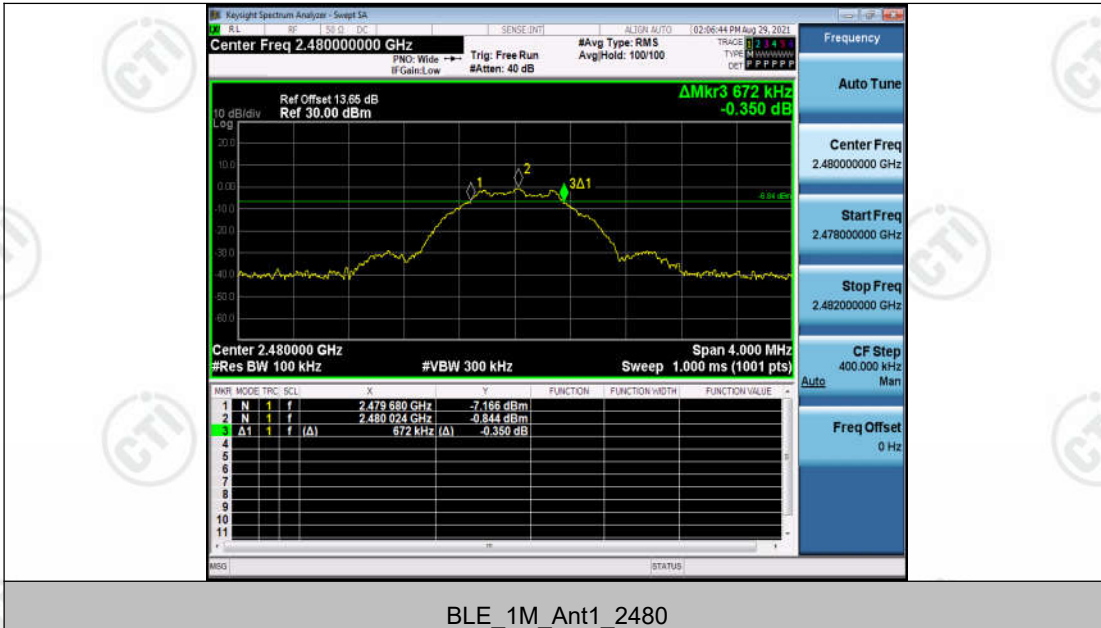 Keysight Spectrum Analyzer - Swept SA
RL RF 50 Ω DC SENSE:INT ALIGN AUTO 02:06:44 PM Aug 29, 2021
Center Freq 2.480000000 GHz
PNO: Wide
IFGain:Low
Trig: Free Run
#Atten: 40 dB
#Avg Type: RMS
Avg|Hold: 100/100
TRACE 1 2 3 4 5 6
TYPE M W W W W W
DET P P P P P P
Ref Offset 13.65 dB
10 dB/div Ref 30.00 dBm
Log
ΔMkr3 672 kHz
-0.350 dB
20.0
10.0
0.00
-10.0
-20.0
-30.0
-40.0
-50.0
-60.0
1
2
3Δ1
-6.84 dBm
Center 2.480000 GHz Span 4.000 MHz
#Res BW 100 kHz #VBW 300 kHz Sweep 1.000 ms (1001 pts)
MKR MODE TRC SCL X Y FUNCTION FUNCTION WIDTH FUNCTION VALUE
1 N 1 f 2.479 680 GHz -7.166 dBm
2 N 1 f 2.480 024 GHz -0.844 dBm
3 Δ1 1 f (Δ) 672 kHz (Δ) -0.350 dB
4
5
6
7
8
9
10
11
MSG STATUS
Frequency
Auto Tune
Center Freq
2.480000000 GHz
Start Freq
2.478000000 GHz
Stop Freq
2.482000000 GHz
CF Step
400.000 kHz
Auto Man
Freq Offset
0 Hz
BLE_1M_Ant1_2480
CTI
CTI
CTI
CTI
CTI
CTI